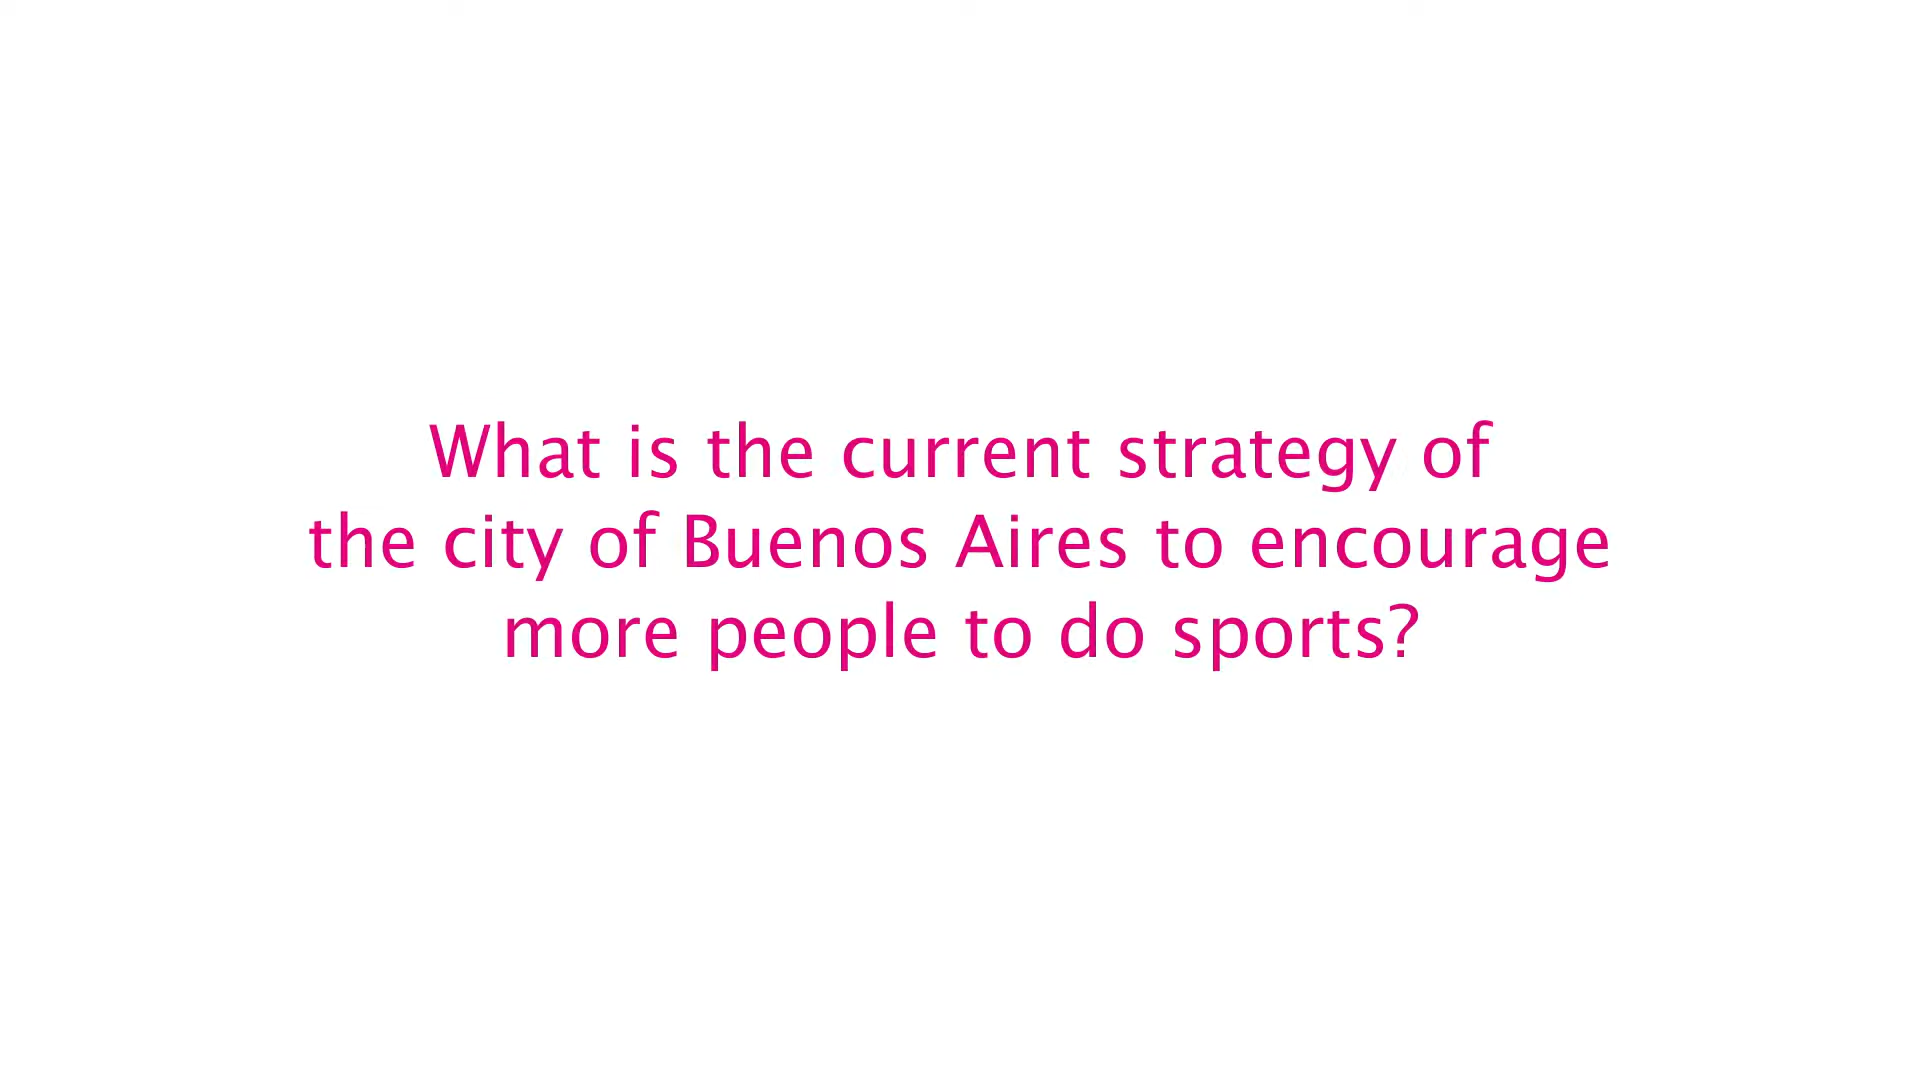 What is the current strategy of
the city of Buenos Aires to encourage
more people to do sports?